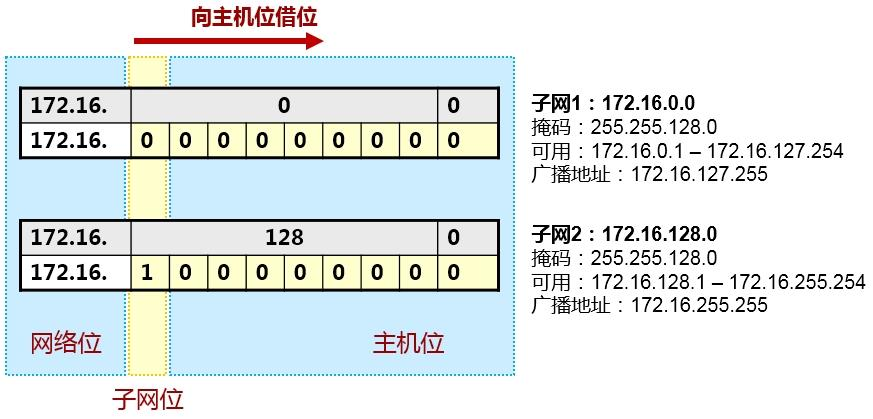 向主机位借位
172.16. 0 0
172.16. 0 0 0 0 0 0 0 0 0
子网1：172.16.0.0
掩码：255.255.128.0
可用：172.16.0.1 – 172.16.127.254
广播地址：172.16.127.255
172.16. 128 0
172.16. 1 0 0 0 0 0 0 0 0
子网2：172.16.128.0
掩码：255.255.128.0
可用：172.16.128.1 – 172.16.255.254
广播地址：172.16.255.255
网络位
主机位
子网位